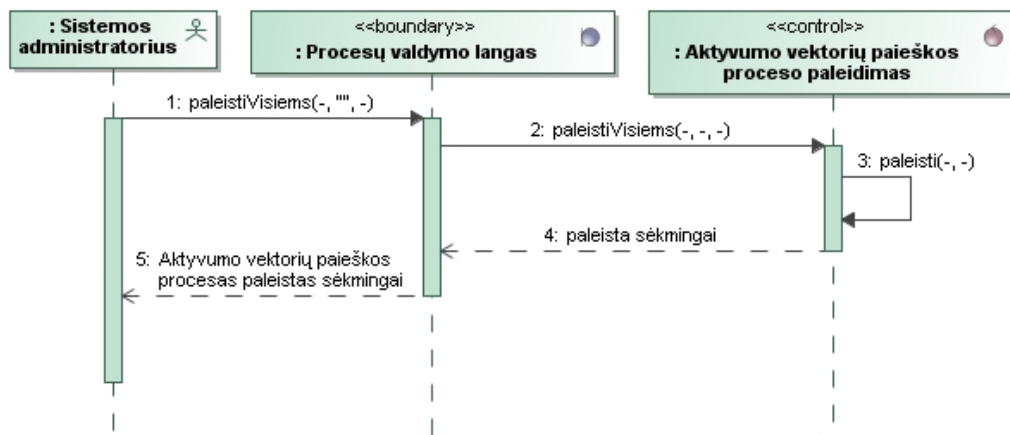 : Sistemos
administratorius
<<boundary>>
: Procesų valdymo langas
<<control>>
: Aktyvumo vektorių paieškos
proceso paleidimas
1: paleistiVisiems(-, "", -)
2: paleistiVisiems(-, -, -)
3: paleisti(-, -)
4: paleista sėkmingai
5: Aktyvumo vektorių paieškos
procesas paleistas sėkmingai